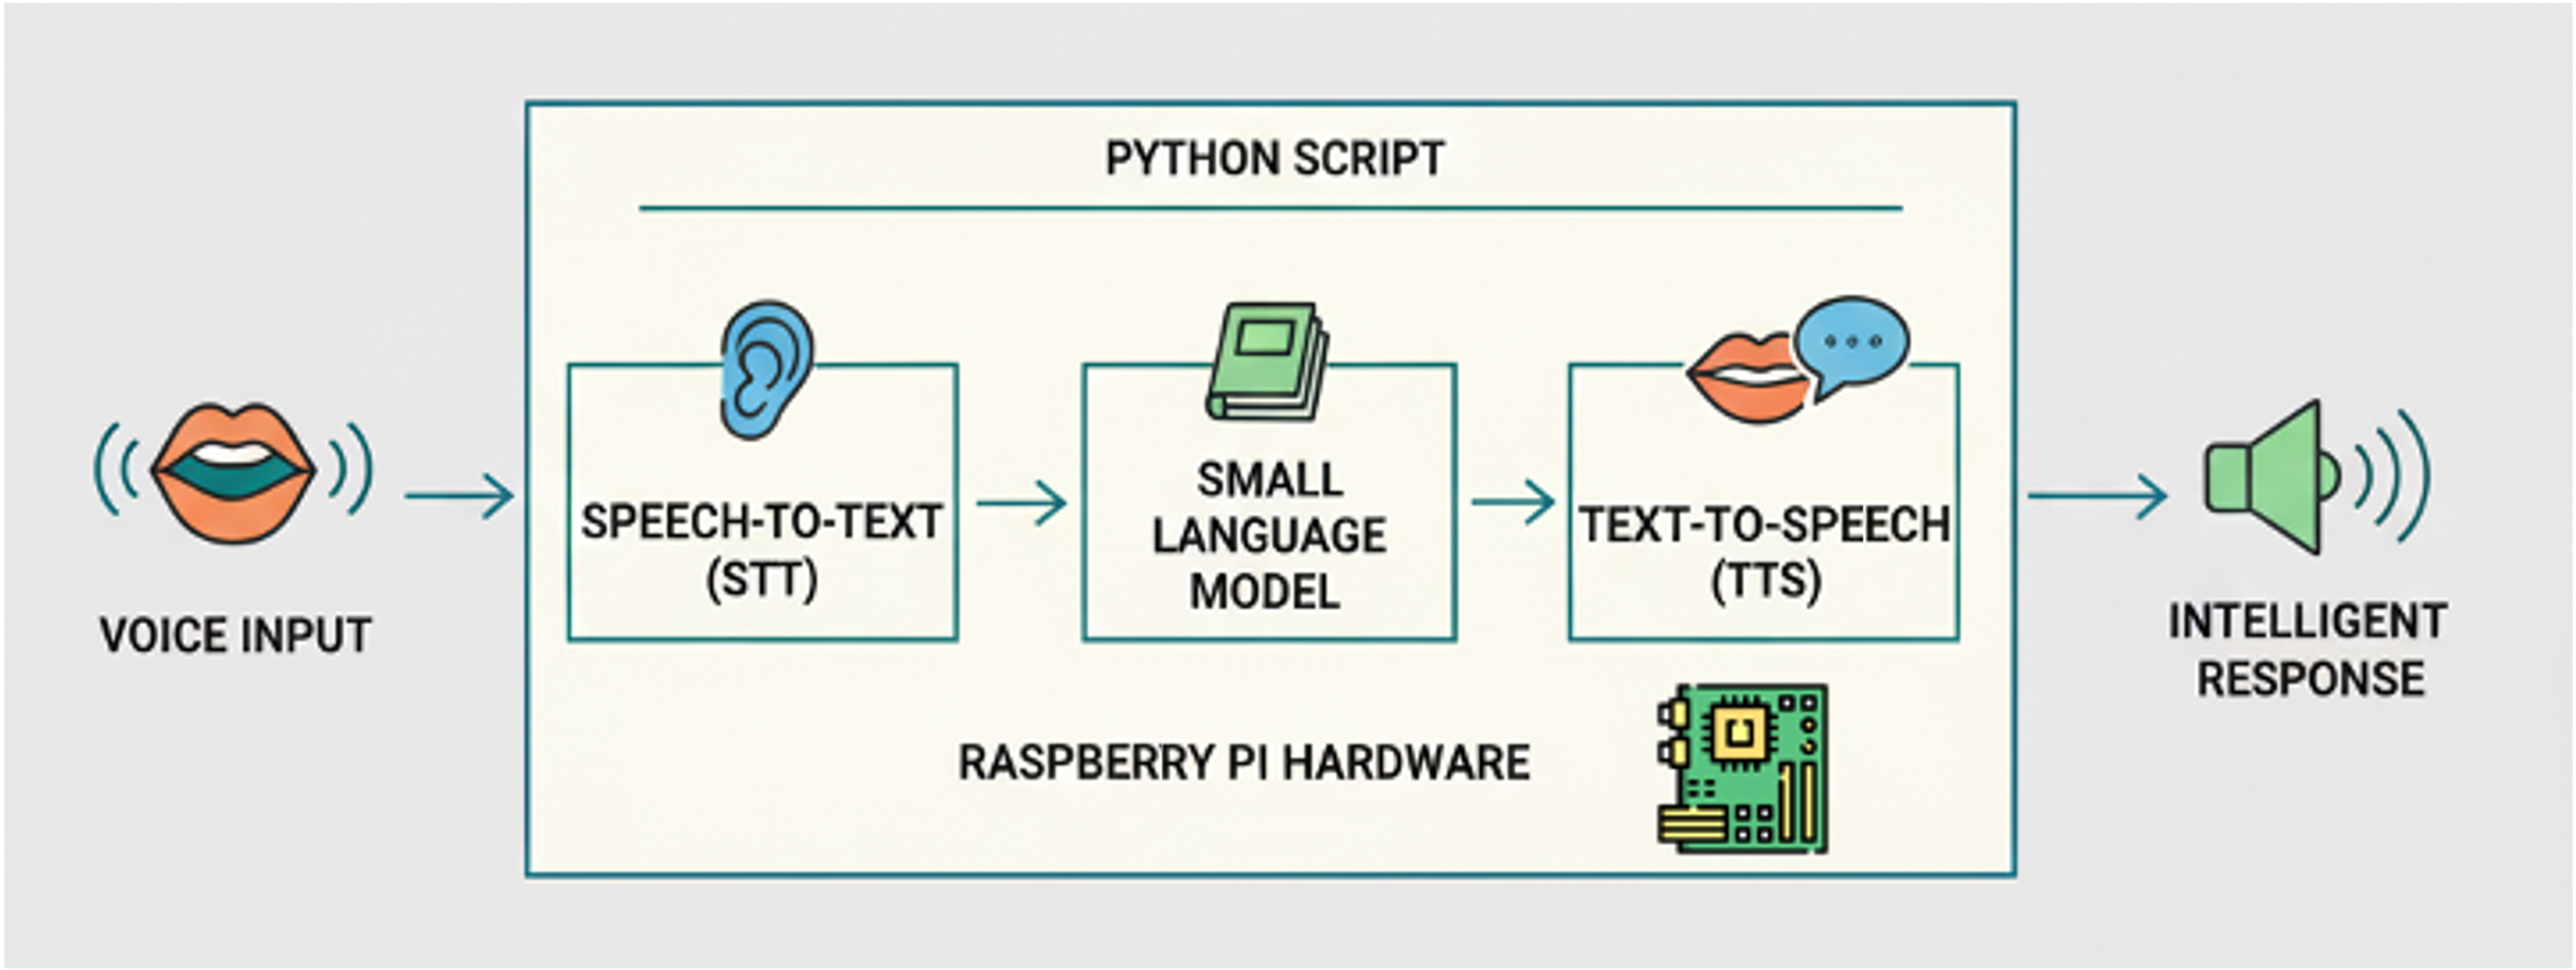 PYTHON SCRIPT
VOICE INPUT
SPEECH-TO-TEXT
(STT)
SMALL
LANGUAGE
MODEL
TEXT-TO-SPEECH
(TTS)
RASPBERRY PI HARDWARE
INTELLIGENT
RESPONSE